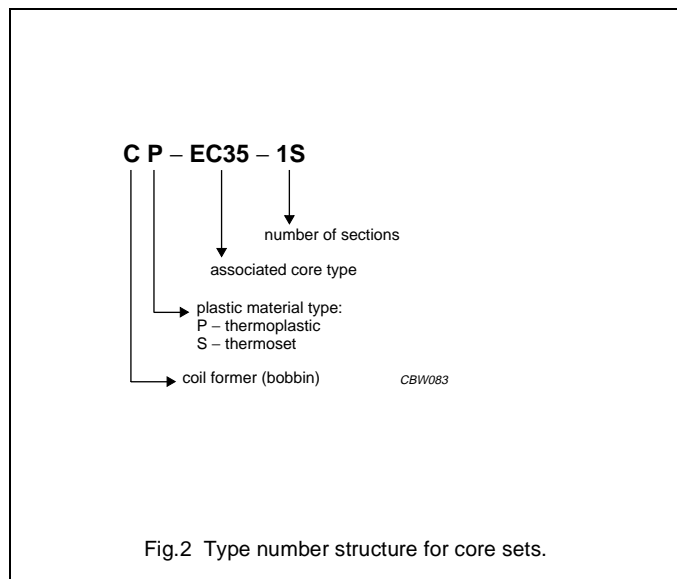 C P – EC35 – 1S
number of sections
associated core type
plastic material type:
P – thermoplastic
S – thermoset
coil former (bobbin)
CBW083
Fig.2 Type number structure for core sets.